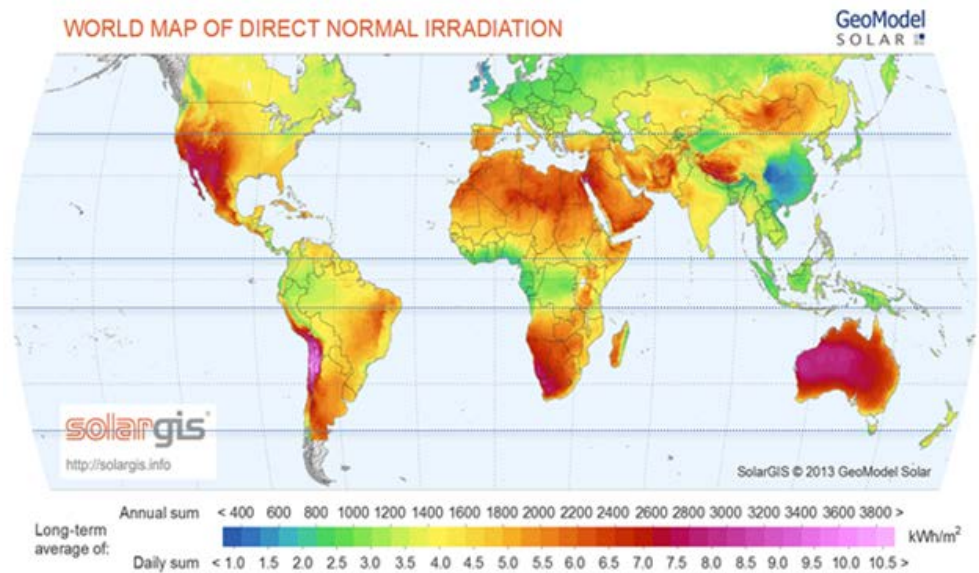 WORLD MAP OF DIRECT NORMAL IRRADIATION
GeoModel
SOLAR
solargis
http://solargis.info
SolarGIS © 2013 GeoModel Solar
Annual sum < 400 600 800 1000 1200 1400 1600 1800 2000 2200 2400 2600 2800 3000 3200 3400 3600 3800 >
Long-term average of:
kWh/m²
Daily sum < 1.0 1.5 2.0 2.5 3.0 3.5 4.0 4.5 5.0 5.5 6.0 6.5 7.0 7.5 8.0 8.5 9.0 9.5 10.0 10.5 >